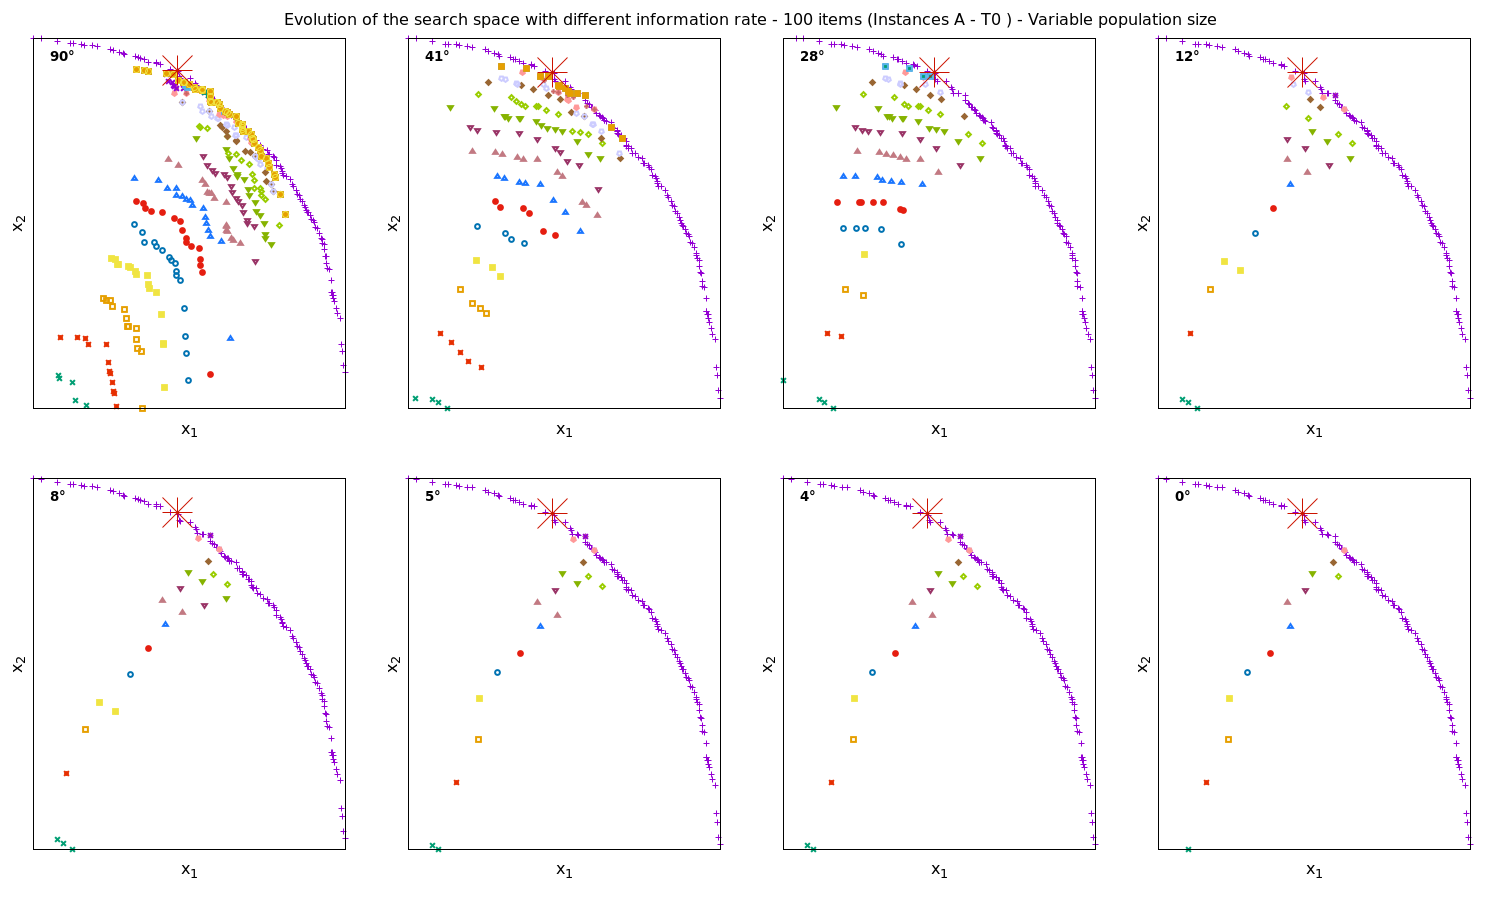 Evolution of the search space with different information rate - 100 items (Instances A - T0 ) - Variable population size
90°
41°
28°
12°
x2
x2
x2
x2
x1
x1
x1
x1
8°
5°
4°
0°
x2
x2
x2
x2
x1
x1
x1
x1